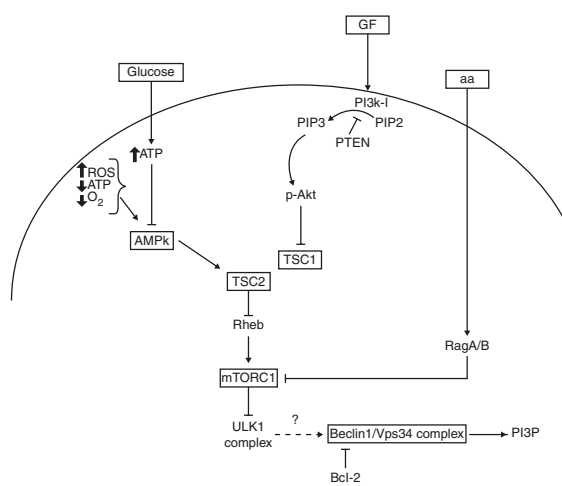 GF
Glucose
aa
PI3k-I
PIP3
PIP2
PTEN
ATP
ROS
ATP
O2
p-Akt
AMPk
TSC1
TSC2
Rheb
RagA/B
mTORC1
ULK1
complex
?
Beclin1/Vps34 complex
PI3P
Bcl-2